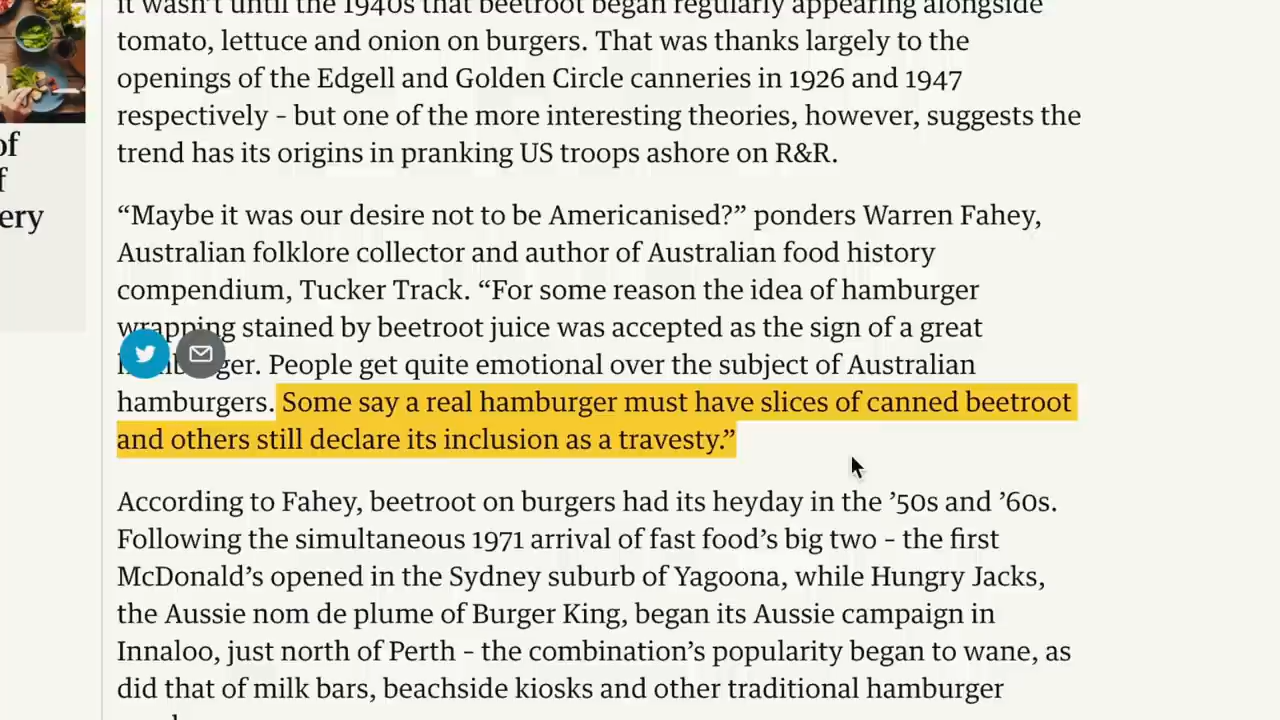 it wasn't until the 1940s that beetroot began regularly appearing alongside
tomato, lettuce and onion on burgers. That was thanks largely to the
openings of the Edgell and Golden Circle canneries in 1926 and 1947
respectively – but one of the more interesting theories, however, suggests the
trend has its origins in pranking US troops ashore on R&R.
of
f
ery
“Maybe it was our desire not to be Americanised?” ponders Warren Fahey,
Australian folklore collector and author of Australian food history
compendium, Tucker Track. “For some reason the idea of hamburger
wrapping stained by beetroot juice was accepted as the sign of a great
hamburger. People get quite emotional over the subject of Australian
hamburgers. Some say a real hamburger must have slices of canned beetroot
and others still declare its inclusion as a travesty.”
According to Fahey, beetroot on burgers had its heyday in the ’50s and ’60s.
Following the simultaneous 1971 arrival of fast food’s big two – the first
McDonald’s opened in the Sydney suburb of Yagoona, while Hungry Jacks,
the Aussie nom de plume of Burger King, began its Aussie campaign in
Innaloo, just north of Perth – the combination’s popularity began to wane, as
did that of milk bars, beachside kiosks and other traditional hamburger